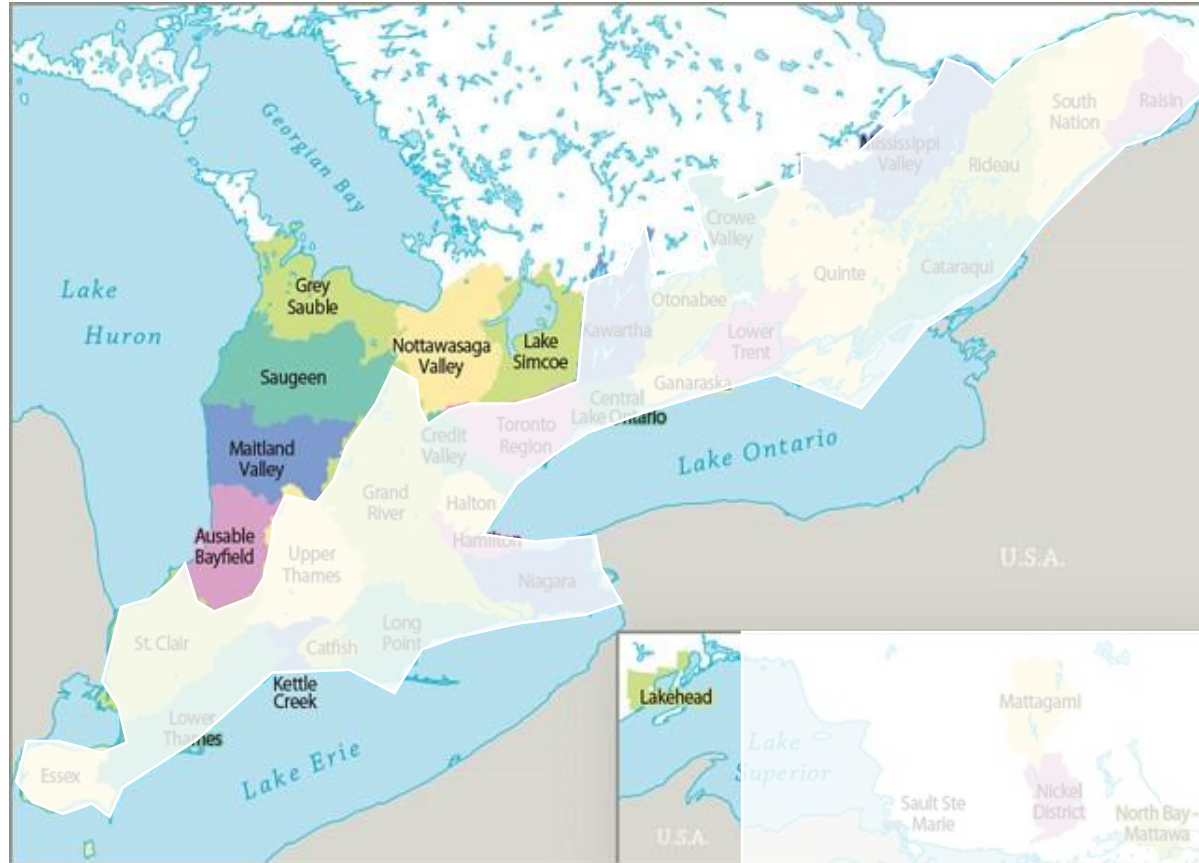 Georgian Bay
Lake
Huron
Grey
Sauble
Saugeen
Nottawasaga
Valley
Lake
Simcoe
Maitland
Valley
Ausable
Bayfield
Mississippi
Valley
Rideau
South
Nation
Raisin
Crowe
Valley
Quinte
Cataraqui
Otonabee
Kawartha
Lower
Trent
Ganaraska
Central
Lake Ontario
Toronto
Region
Credit
Valley
Lake Ontario
Grand
River
Halton
Hamilton
Niagara
Upper
Thames
Long
Point
Catfish
St. Clair
Kettle
Creek
Lower
Thames
Essex
Lake Erie
U.S.A.
Lakehead
Lake
Superior
U.S.A.
Mattagami
Sault Ste
Marie
Nickel
District
North Bay -
Mattawa